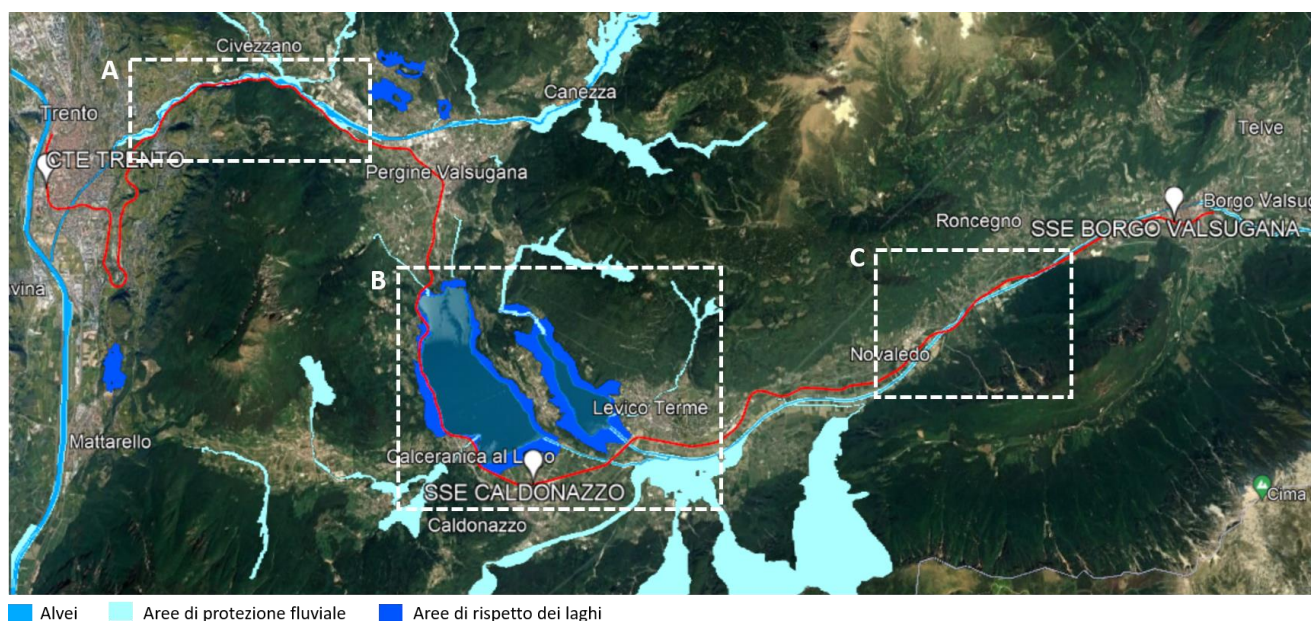 Civezzano
A
Trento
Canezza
Telve
CTE TRENTO
Pergine Valsugana
Borgo Valsug
Roncegno
SSE BORGO VALSUGANA
C
B
vina
Novaledo
Levico Terme
Mattarello
Calceranica al L o
SSE CALDONAZZO
Cima
Caldonazzo
Alvei
Aree di protezione fluviale
Aree di rispetto dei laghi